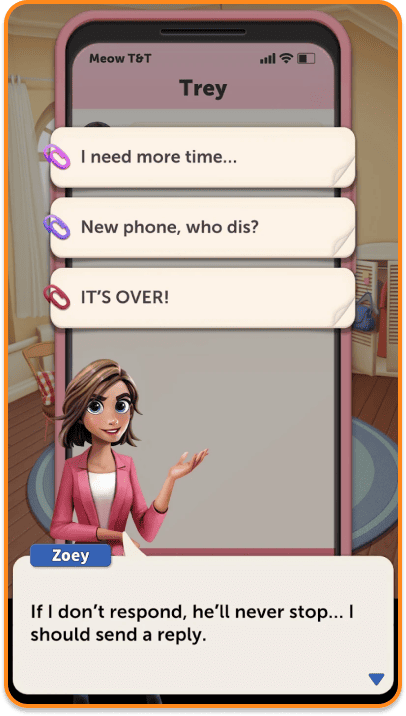 Meow T&T
Trey
I need more time...
New phone, who dis?
IT'S OVER!
Zoey
If I don't respond, he'll never stop... I
should send a reply.